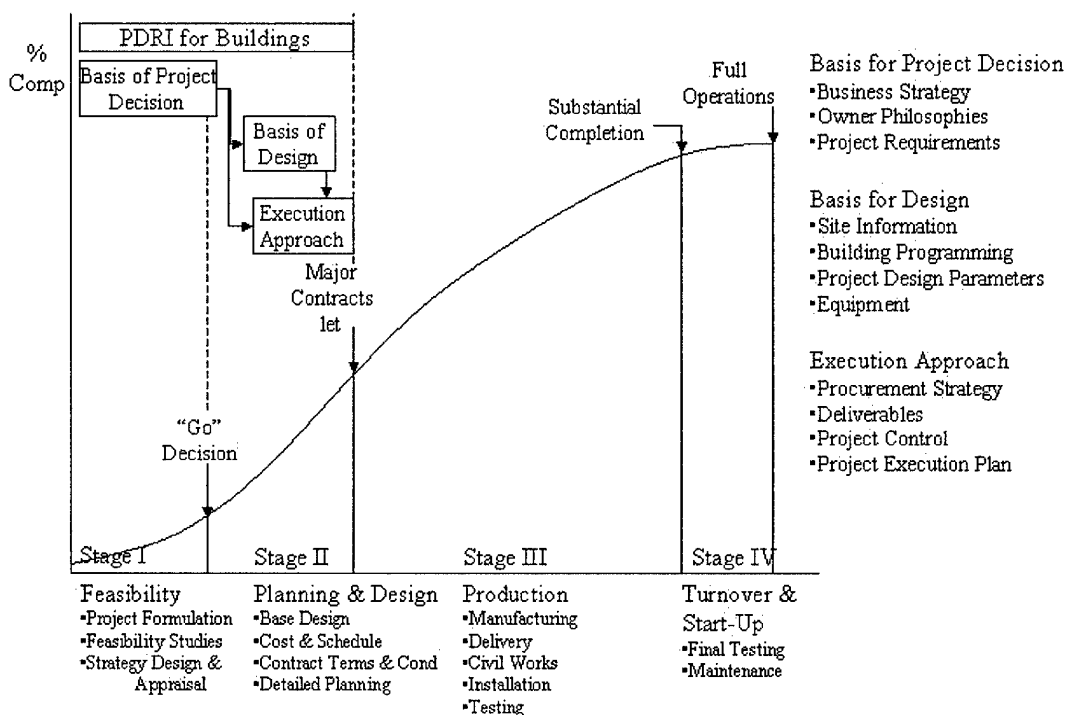 PDRI for Buildings
%
Comp
Basis of Project
Decision
Basis of
Design
Execution
Approach
Major
Contracts
let
"Go"
Decision
Substantial
Completion
Full
Operations
Stage I
Stage II
Stage III
Stage IV
Feasibility
▪Project Formulation
▪Feasibility Studies
▪Strategy Design &
Appraisal
Planning & Design
▪Base Design
▪Cost & Schedule
▪Contract Terms & Cond
▪Detailed Planning
Production
▪Manufacturing
▪Delivery
▪Civil Works
▪Installation
▪Testing
Turnover &
Start-Up
▪Final Testing
▪Maintenance
Basis for Project Decision
▪Business Strategy
▪Owner Philosophies
▪Project Requirements
Basis for Design
▪Site Information
▪Building Programming
▪Project Design Parameters
▪Equipment
Execution Approach
▪Procurement Strategy
▪Deliverables
▪Project Control
▪Project Execution Plan